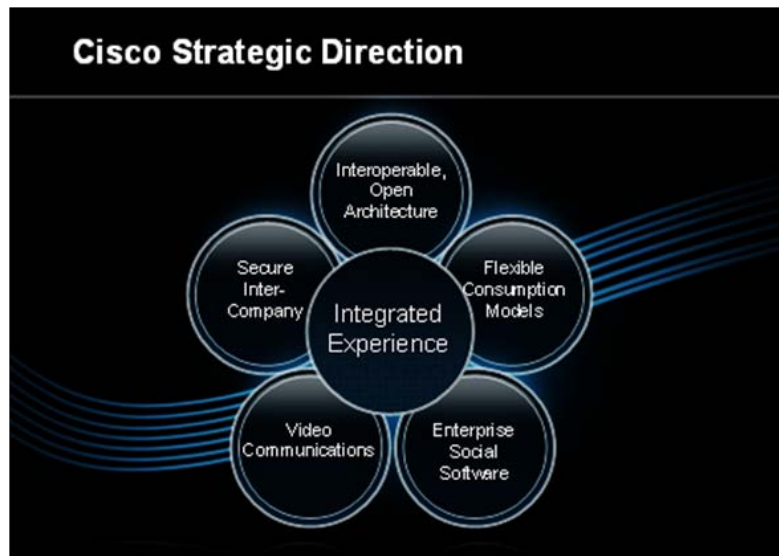 Cisco Strategic Direction
Interoperable,
Open
Architecture
Secure
Inter-
Company
Flexible
Consumption
Models
Integrated
Experience
Video
Communications
Enterprise
Social
Software